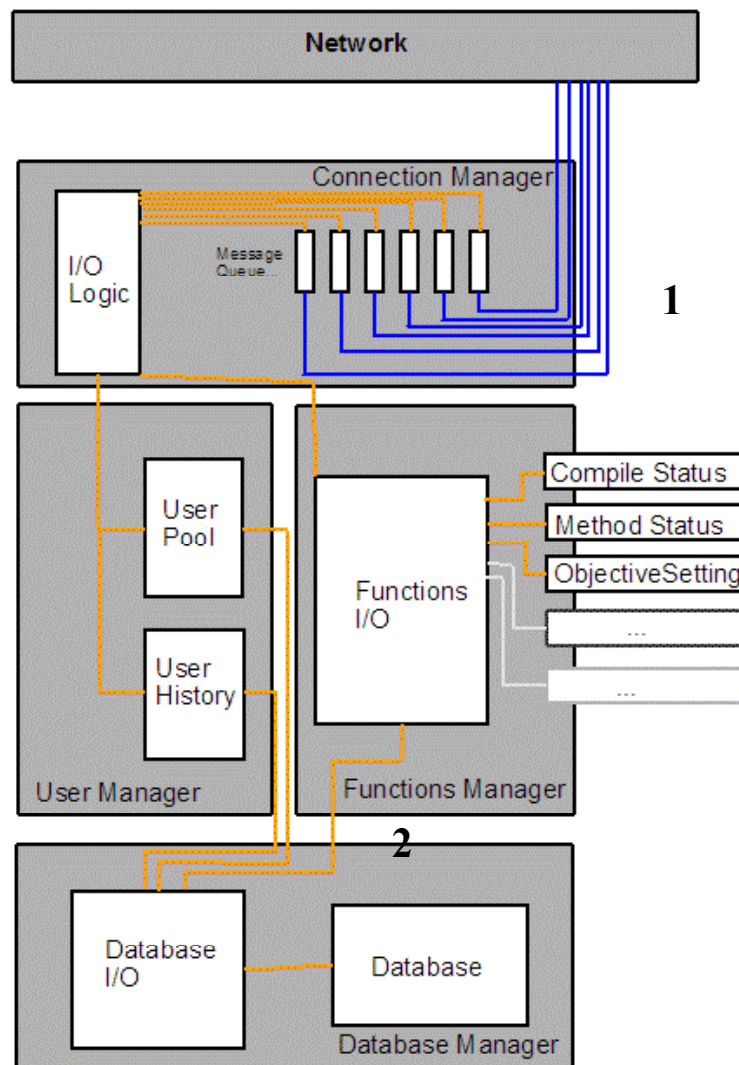 Network
Connection Manager
I/O
Logic
Message
Queue...
1
User
Pool
User
History
User Manager
Functions
I/O
Compile Status
Method Status
ObjectiveSetting
...
...
Functions Manager
2
Database
I/O
Database
Database Manager